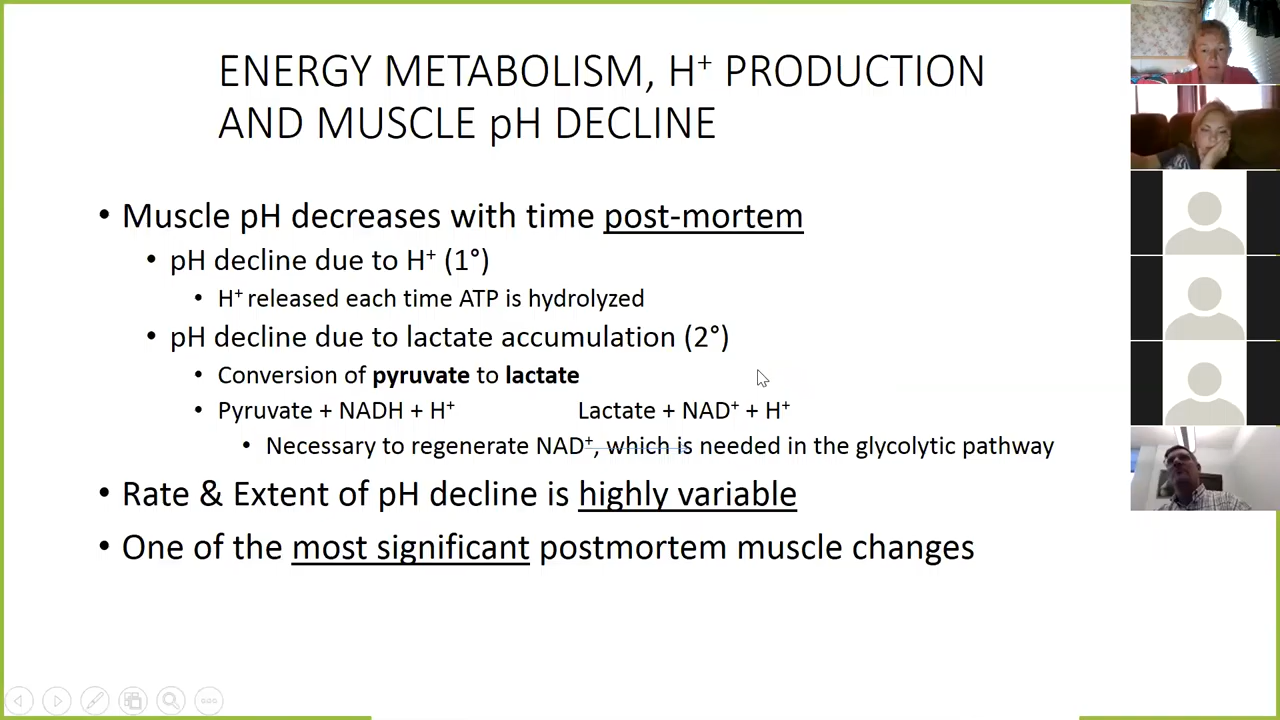 ENERGY METABOLISM, H⁺ PRODUCTION
AND MUSCLE pH DECLINE
• Muscle pH decreases with time post-mortem
• pH decline due to H⁺ (1°)
• H⁺ released each time ATP is hydrolyzed
• pH decline due to lactate accumulation (2°)
• Conversion of pyruvate to lactate
• Pyruvate + NADH + H⁺ Lactate + NAD⁺ + H⁺
• Necessary to regenerate NAD⁺, which is needed in the glycolytic pathway
• Rate & Extent of pH decline is highly variable
• One of the most significant postmortem muscle changes